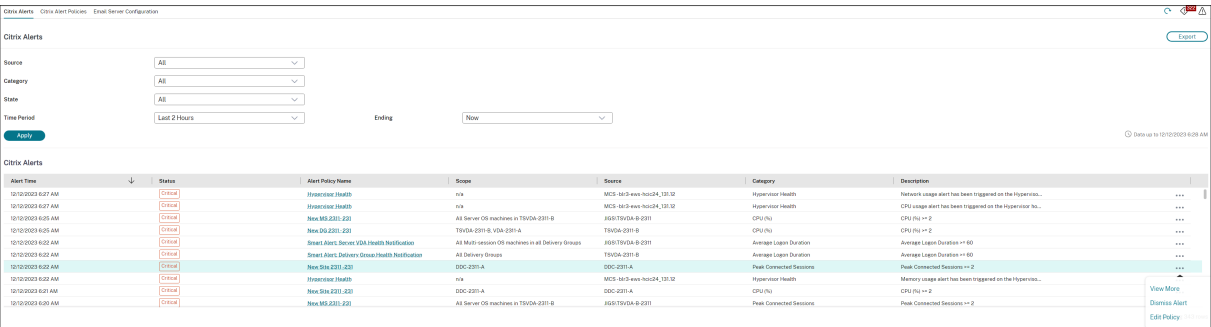 Citrix Alerts Citrix Alert Policies Email Server Configuration
Citrix Alerts Export
Source All
Category All
State All
Time Period Last 2 Hours Ending Now
Apply Data up to 12/12/2023 6:28 AM
Citrix Alerts
Alert Time Status Alert Policy Name Scope Source Category Description
12/12/2023 6:27 AM Critical Hypervisor Health n/a MCS-blr3-ews-hcic24_131.12 Hypervisor Health Network usage alert has been triggered on the Hyperviso...
12/12/2023 6:27 AM Critical Hypervisor Health n/a MCS-blr3-ews-hcic24_131.12 Hypervisor Health CPU usage alert has been triggered on the Hypervisor ho...
12/12/2023 6:25 AM Critical New MS 2311-231 All Server OS machines in TSVDA-2311-B JIGS\TSVDA-B-2311 CPU (%) CPU (%) >= 2
12/12/2023 6:25 AM Critical New DG 2311-231 TSVDA-2311-B, VDA-2311-A TSVDA-2311-B CPU (%) CPU (%) >= 2
12/12/2023 6:22 AM Critical Smart Alert: Server VDA Health Notification All Multi-session OS machines in all Delivery Groups JIGS\TSVDA-B-2311 Average Logon Duration Average Logon Duration >= 60
12/12/2023 6:22 AM Critical Smart Alert: Delivery Group Health Notification All Delivery Groups TSVDA-2311-B Average Logon Duration Average Logon Duration >= 60
12/12/2023 6:22 AM Critical New Site 2311-231 DDC-2311-A DDC-2311-A Peak Connected Sessions Peak Connected Sessions >= 2
12/12/2023 6:22 AM Critical Hypervisor Health n/a MCS-blr3-ews-hcic24_131.12 Hypervisor Health Memory usage alert has been triggered on the Hyperviso...
12/12/2023 6:21 AM Critical New Site 2311-231 DDC-2311-A DDC-2311-A CPU (%) CPU (%) >= 2
12/12/2023 6:20 AM Critical New MS 2311-231 All Server OS machines in TSVDA-2311-B JIGS\TSVDA-B-2311 Peak Connected Sessions Peak Connected Sessions >= 2
View More
Dismiss Alert
Edit Policy